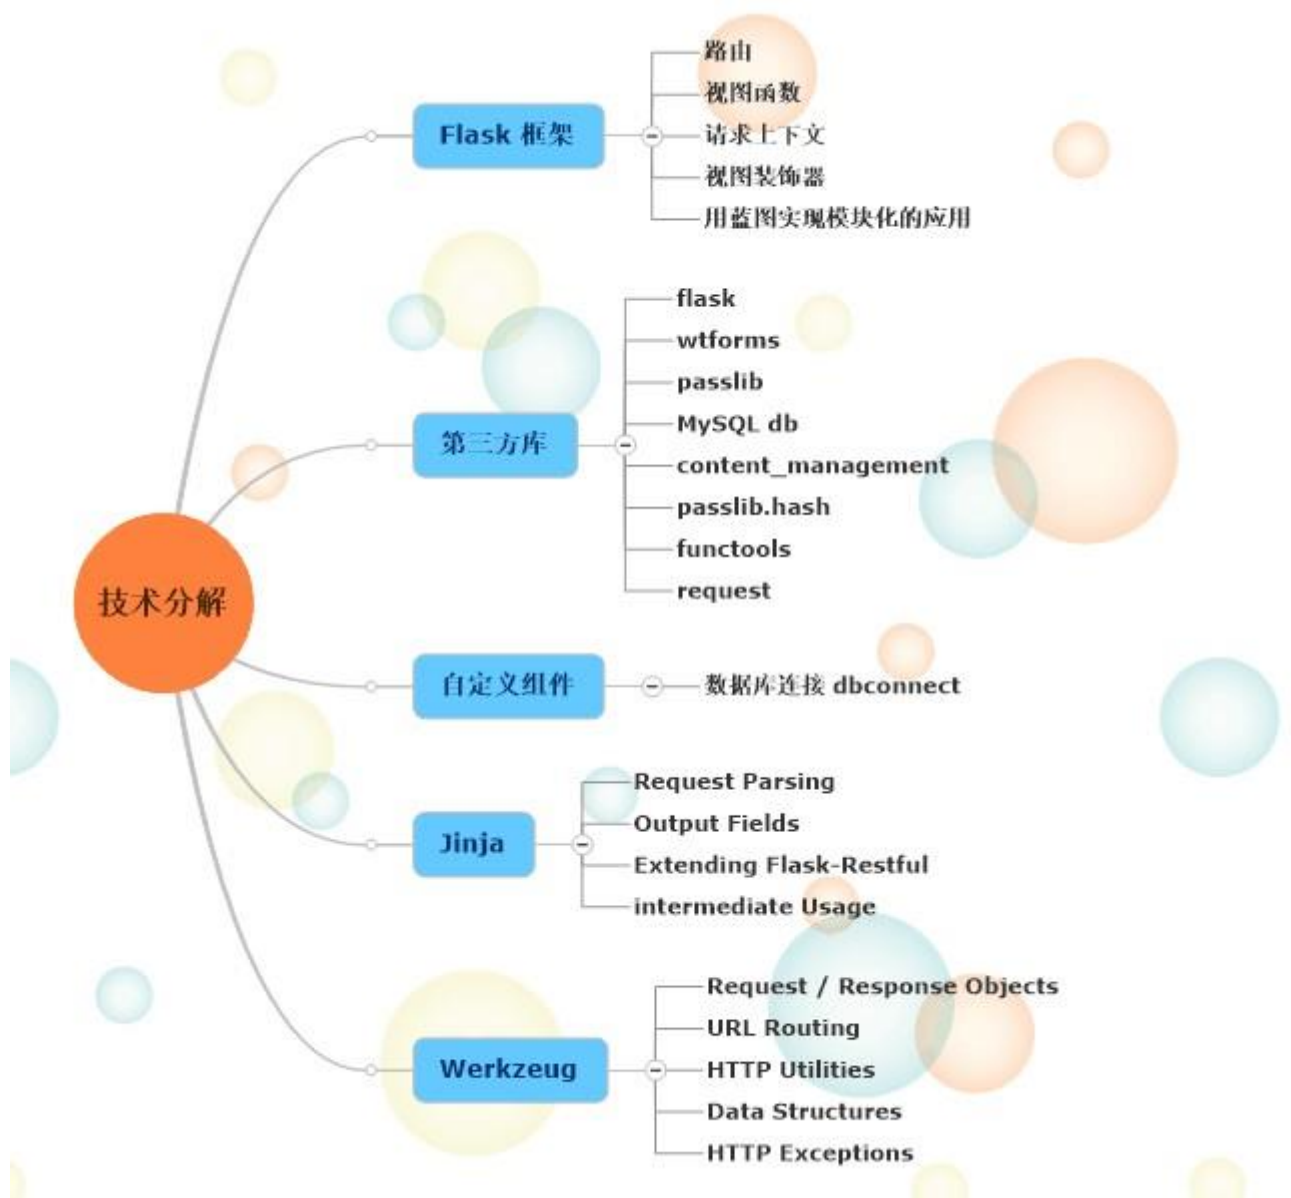 技术分解
Flask 框架
路由
视图函数
请求上下文
视图装饰器
用蓝图实现模块化的应用
第三方库
flask
wtforms
passlib
MySQL db
content_management
passlib.hash
functools
request
自定义组件
数据库连接 dbconnect
Jinja
Request Parsing
Output Fields
Extending Flask-Restful
intermediate Usage
Werkzeug
Request / Response Objects
URL Routing
HTTP Utilities
Data Structures
HTTP Exceptions